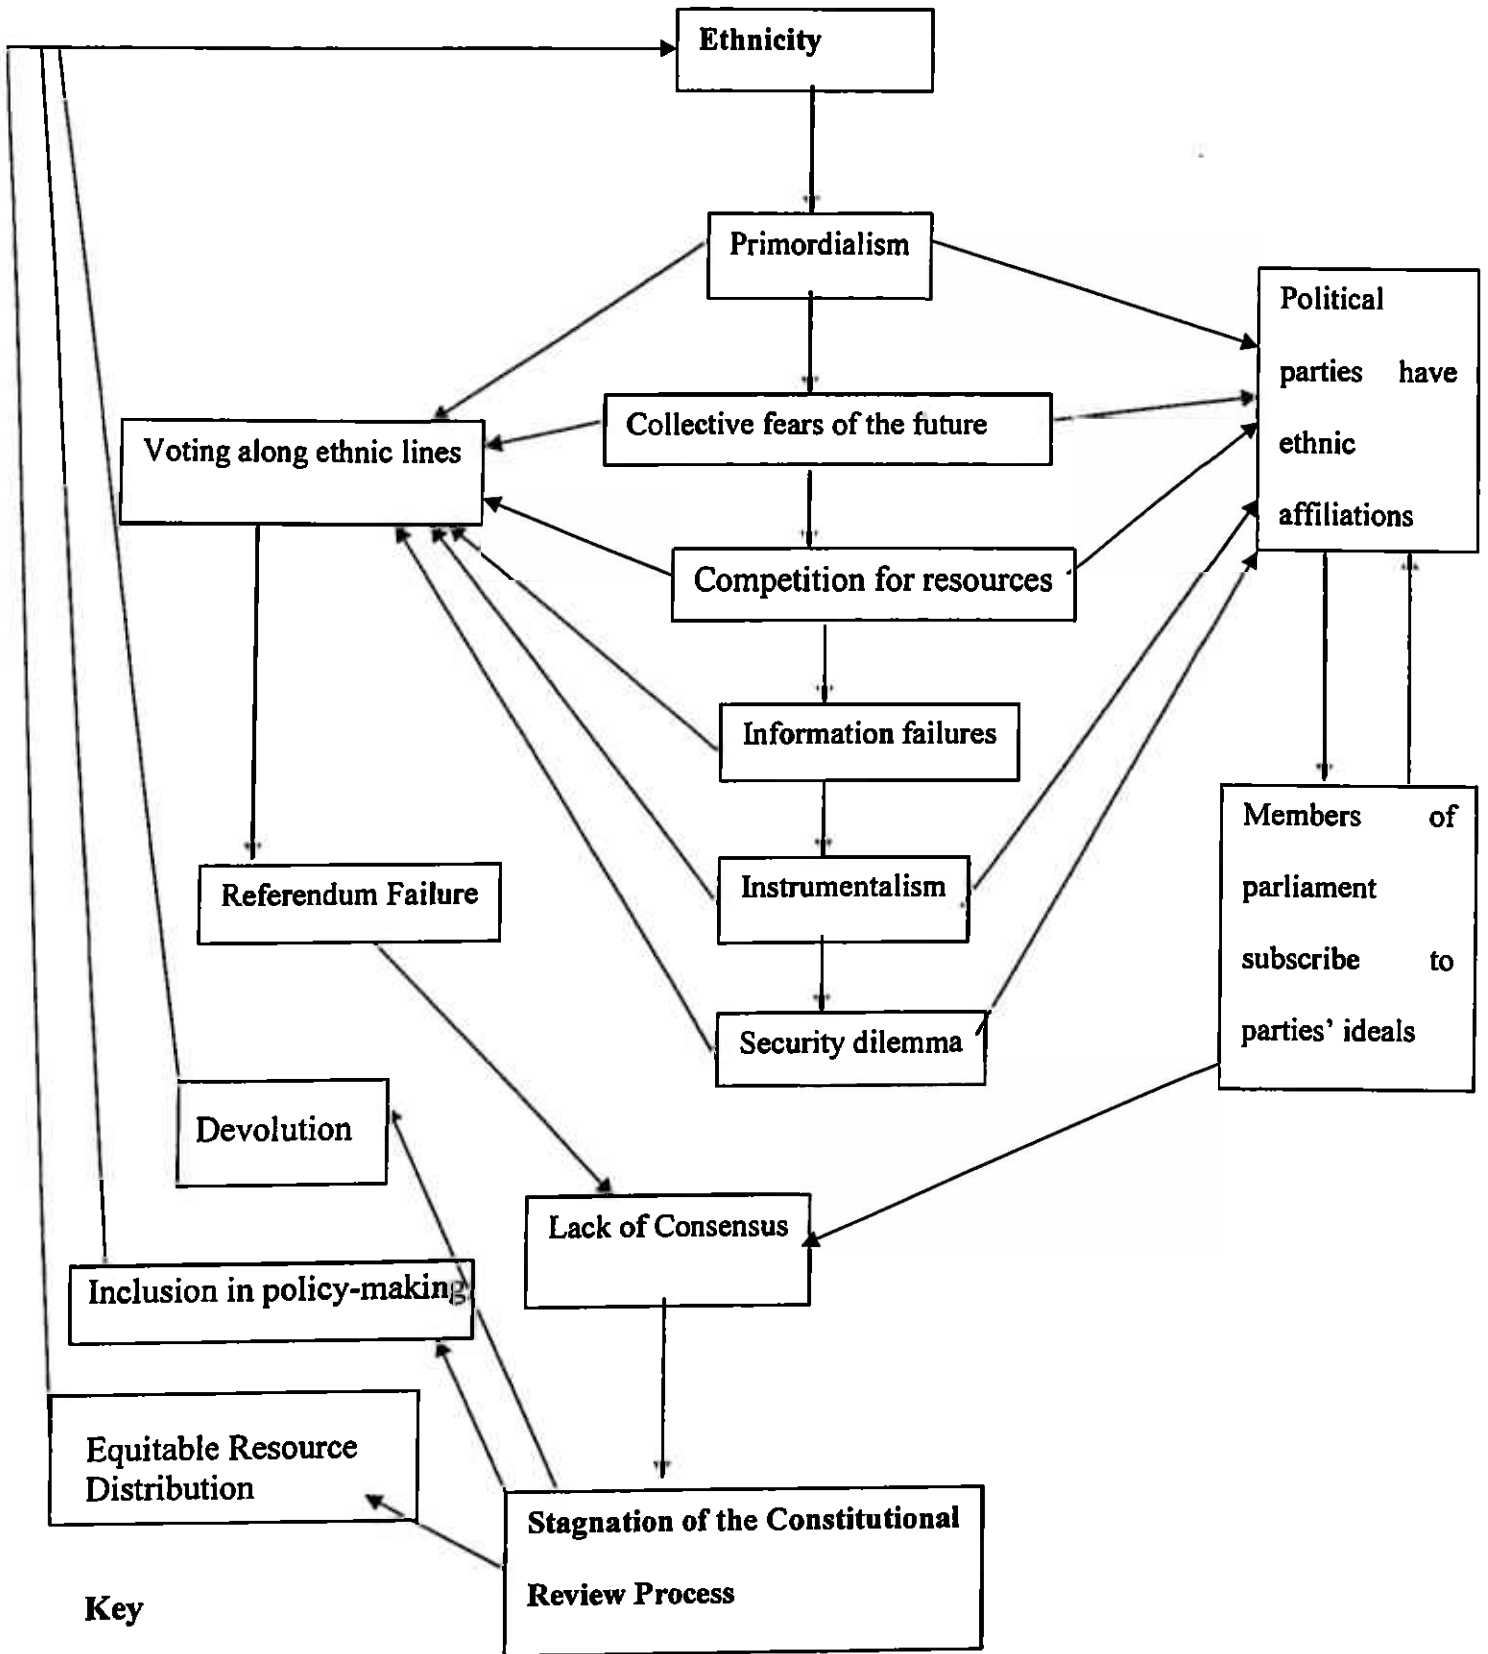 Ethnicity
Primordialism
Political
parties have
ethnic
affiliations
Collective fears of the future
Voting along ethnic lines
Competition for resources
Information failures
Members of
parliament
subscribe to
parties’ ideals
Instrumentalism
Referendum Failure
Security dilemma
Devolution
Lack of Consensus
Inclusion in policy-making
Equitable Resource
Distribution
Stagnation of the Constitutional
Review Process
Key